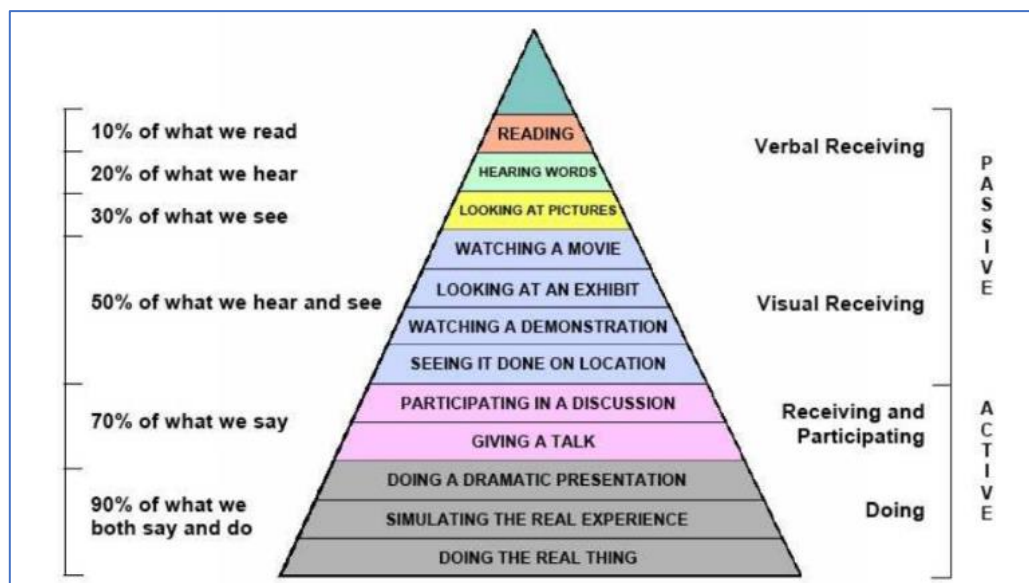 10% of what we read
20% of what we hear
30% of what we see
50% of what we hear and see
70% of what we say
90% of what we
both say and do
READING
HEARING WORDS
LOOKING AT PICTURES
WATCHING A MOVIE
LOOKING AT AN EXHIBIT
WATCHING A DEMONSTRATION
SEEING IT DONE ON LOCATION
PARTICIPATING IN A DISCUSSION
GIVING A TALK
DOING A DRAMATIC PRESENTATION
SIMULATING THE REAL EXPERIENCE
DOING THE REAL THING
Verbal Receiving
Visual Receiving
Receiving and
Participating
Doing
PASSIVE
ACTIVE